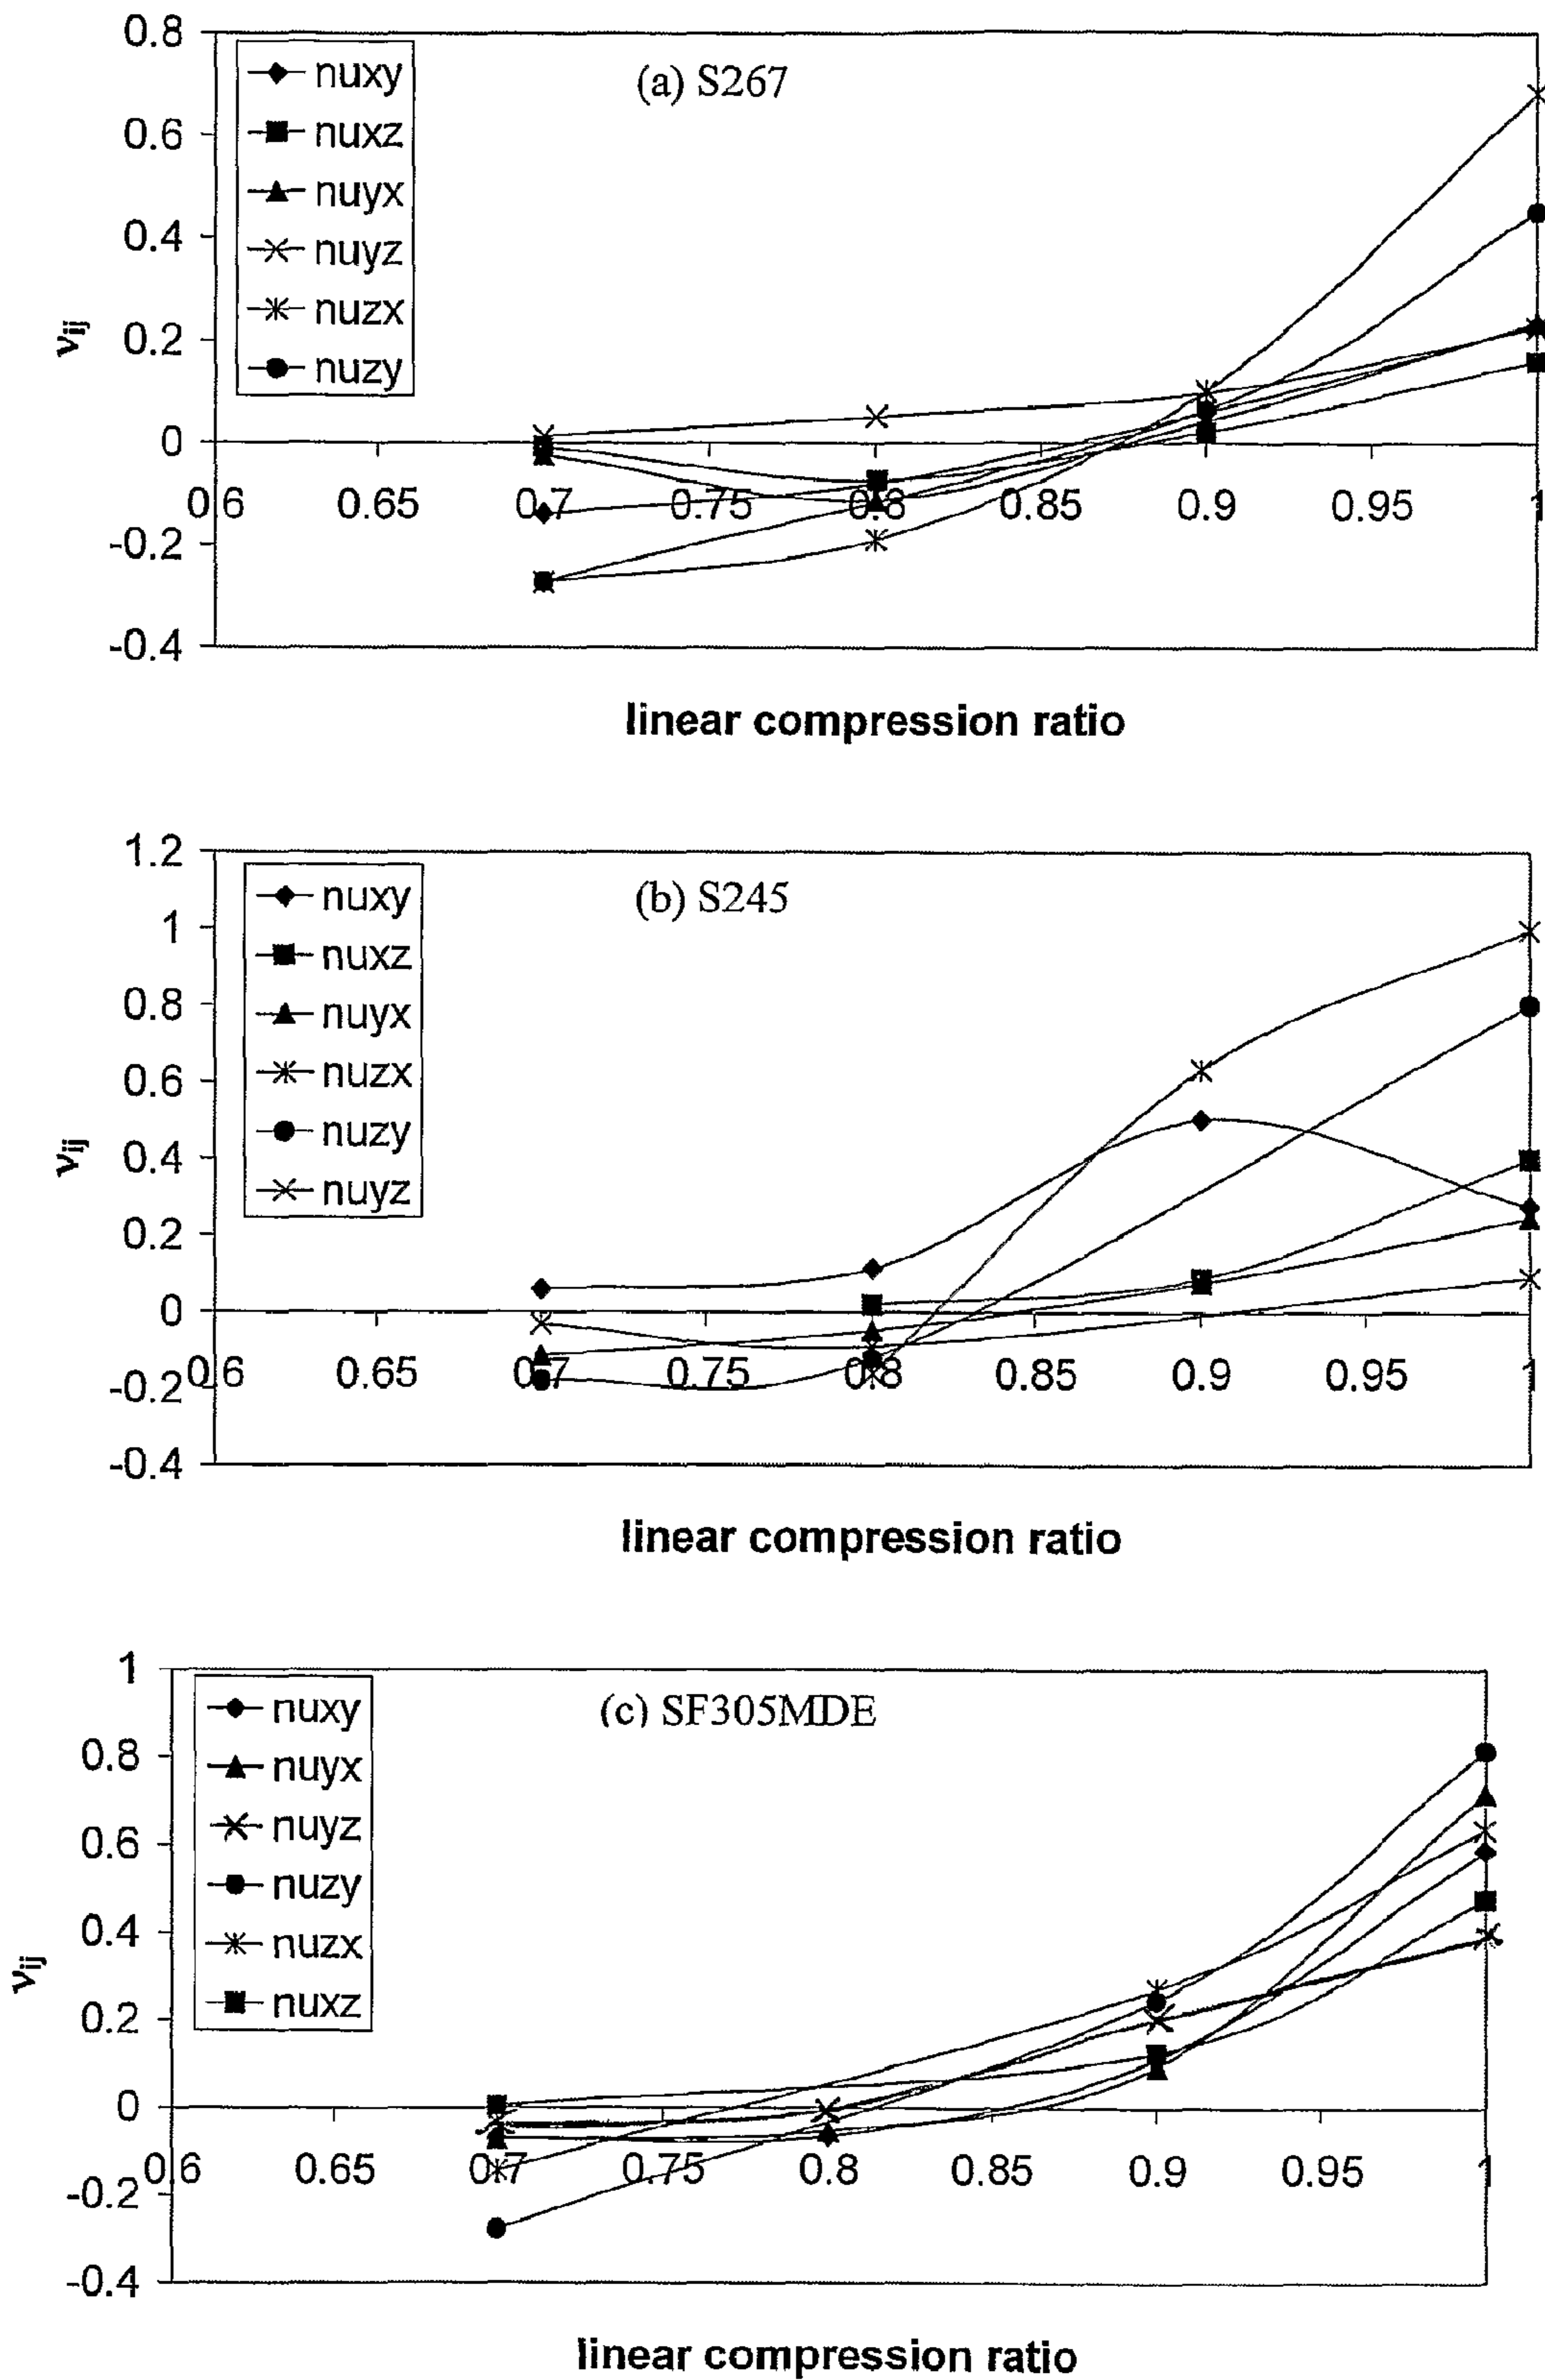 (a) S267
nuxy
nuxz
nuyx
nuyz
nuzx
nuzy
0.8
0.6
0.4
0.2
0
-0.2
-0.4
νij
0.6 0.65 0.7 0.75 0.8 0.85 0.9 0.95 1
linear compression ratio
(b) S245
nuxy
nuxz
nuyx
nuzx
nuzy
nuyz
1.2
1
0.8
0.6
0.4
0.2
0
-0.2
-0.4
νij
0.6 0.65 0.7 0.75 0.8 0.85 0.9 0.95 1
linear compression ratio
(c) SF305MDE
nuxy
nuyx
nuyz
nuzy
nuzx
nuxz
1
0.8
0.6
0.4
0.2
0
-0.2
-0.4
νij
0.6 0.65 0.7 0.75 0.8 0.85 0.9 0.95 1
linear compression ratio